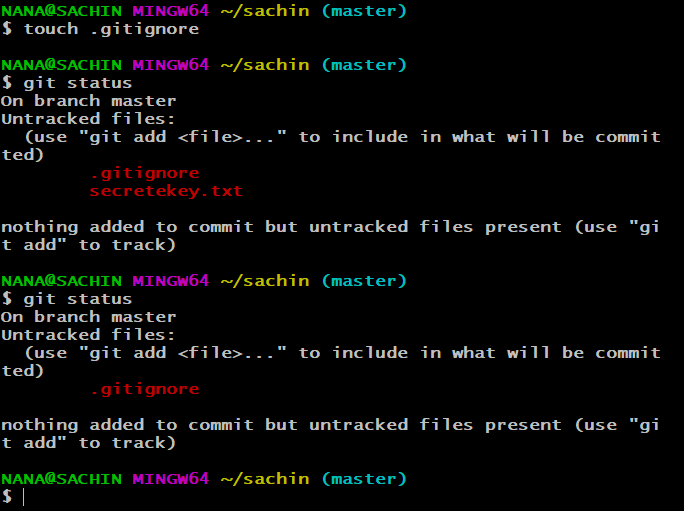 NANA@SACHIN MINGW64 ~/sachin (master)
$ touch .gitignore
NANA@SACHIN MINGW64 ~/sachin (master)
$ git status
On branch master
Untracked files:
  (use "git add <file>..." to include in what will be commit
ted)
        .gitignore
        secretekey.txt
nothing added to commit but untracked files present (use "gi
t add" to track)
NANA@SACHIN MINGW64 ~/sachin (master)
$ git status
On branch master
Untracked files:
  (use "git add <file>..." to include in what will be commit
ted)
        .gitignore
nothing added to commit but untracked files present (use "gi
t add" to track)
NANA@SACHIN MINGW64 ~/sachin (master)
$